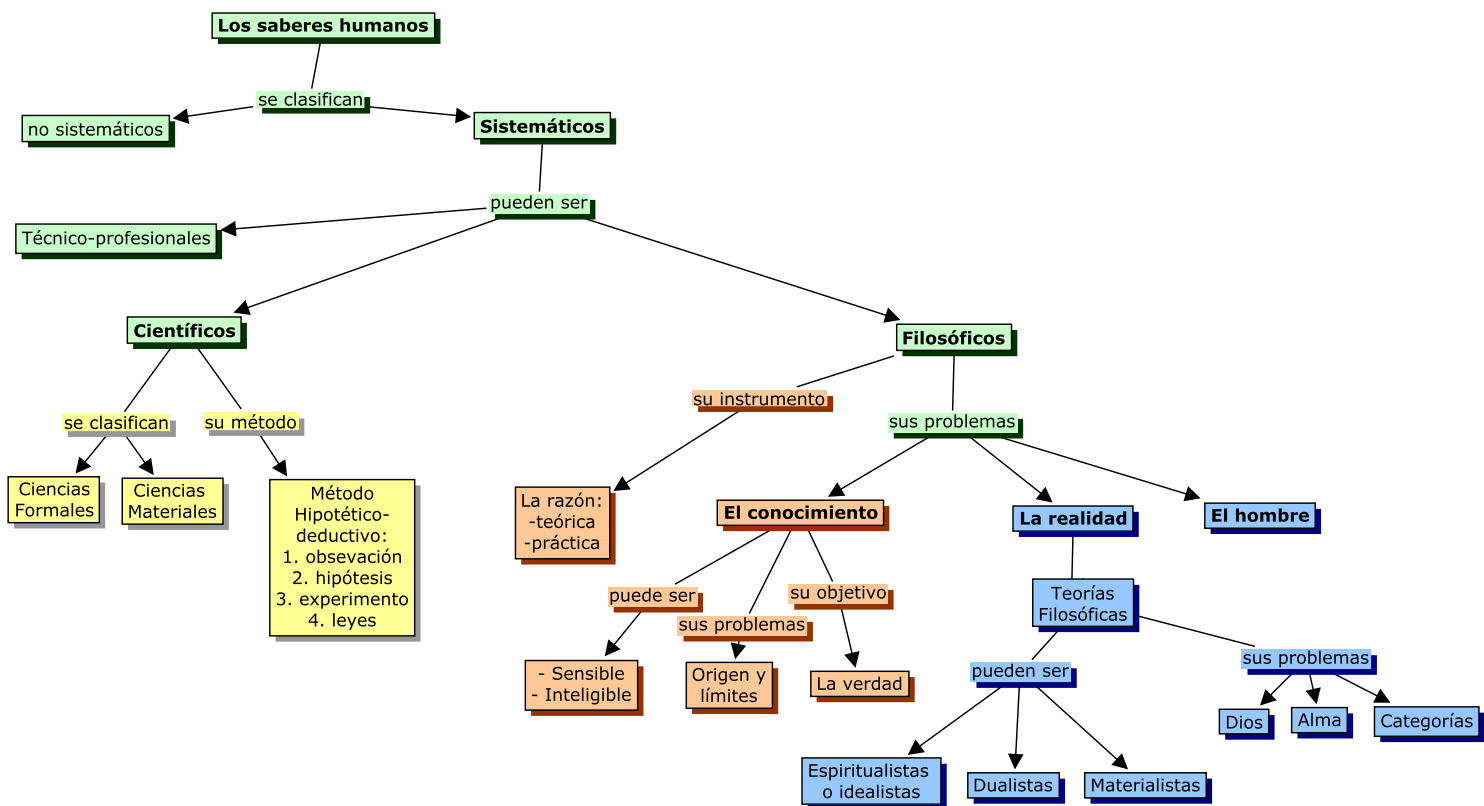 Los saberes humanos
se clasifican
no sistemáticos
Sistemáticos
pueden ser
Técnico-profesionales
Científicos
Filosóficos
se clasifican
su método
Ciencias
Formales
Ciencias
Materiales
Método
Hipotético-
deductivo:
1. obsevación
2. hipótesis
3. experimento
4. leyes
su instrumento
sus problemas
La razón:
-teórica
-práctica
El conocimiento
La realidad
El hombre
puede ser
sus problemas
su objetivo
- Sensible
- Inteligible
Origen y
límites
La verdad
Teorías
Filosóficas
pueden ser
sus problemas
Espiritualistas
o idealistas
Dualistas
Materialistas
Dios
Alma
Categorías